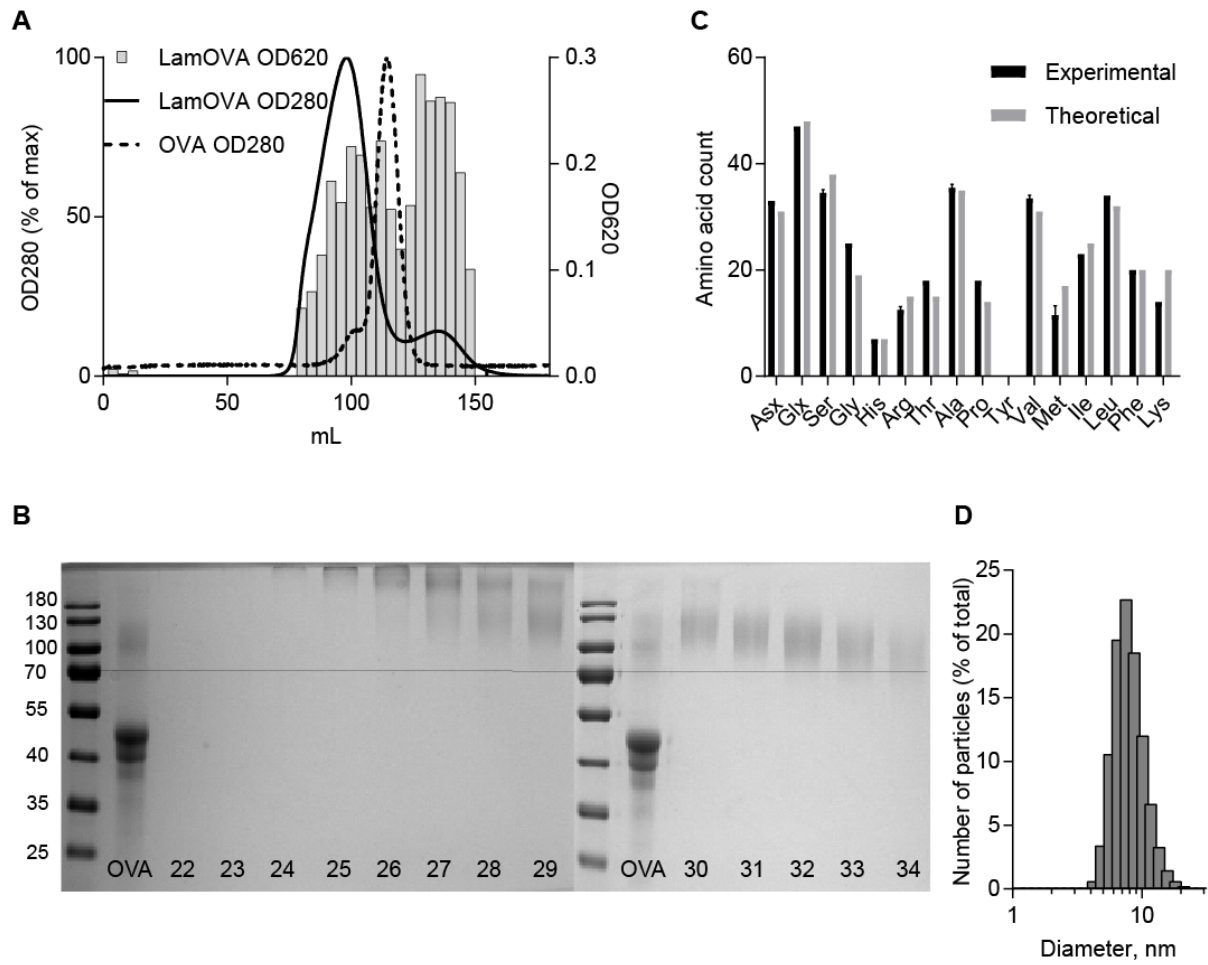 A
LamOVA OD620
LamOVA OD280
OVA OD280
OD280 (% of max)
100
50
0
0.3
0.2
0.1
0.0
OD620
0 50 100 150
mL
C
Experimental
Theoretical
Amino acid count
60
40
20
0
Asx Glx Ser Gly His Arg Thr Ala Pro Tyr Val Met Ile Leu Phe Lys
B
180
130
100
70
55
40
35
25
OVA 22 23 24 25 26 27 28 29 OVA 30 31 32 33 34
D
Number of particles (% of total)
25
20
15
10
5
0
1 10
Diameter, nm